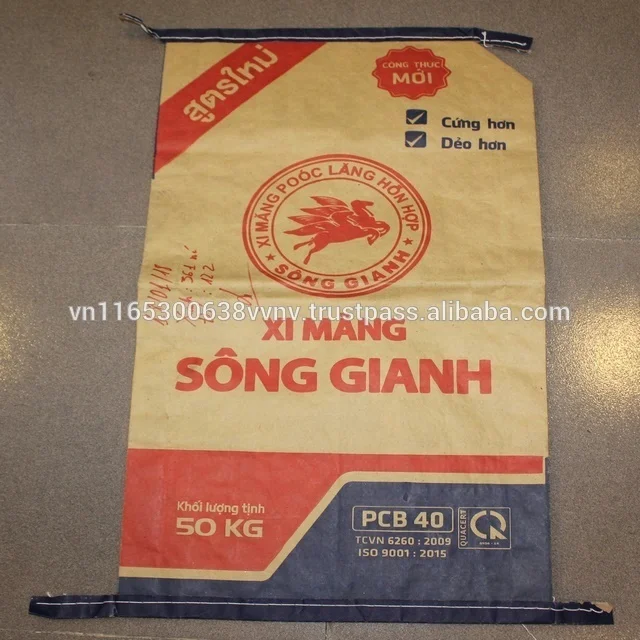 สูตรใหม่
CÔNG THỨC
MỚI
Cứng hơn
Dẻo hơn
XI MĂNG POÓC LĂNG HỖN HỢP
SÔNG GIANH
vn1165300638vwnv.trustpass.alibaba.com
XI MĂNG
SÔNG GIANH
Khối lượng tịnh
50 KG
PCB 40
TCVN 6260 : 2009
ISO 9001 : 2015
QUACERT